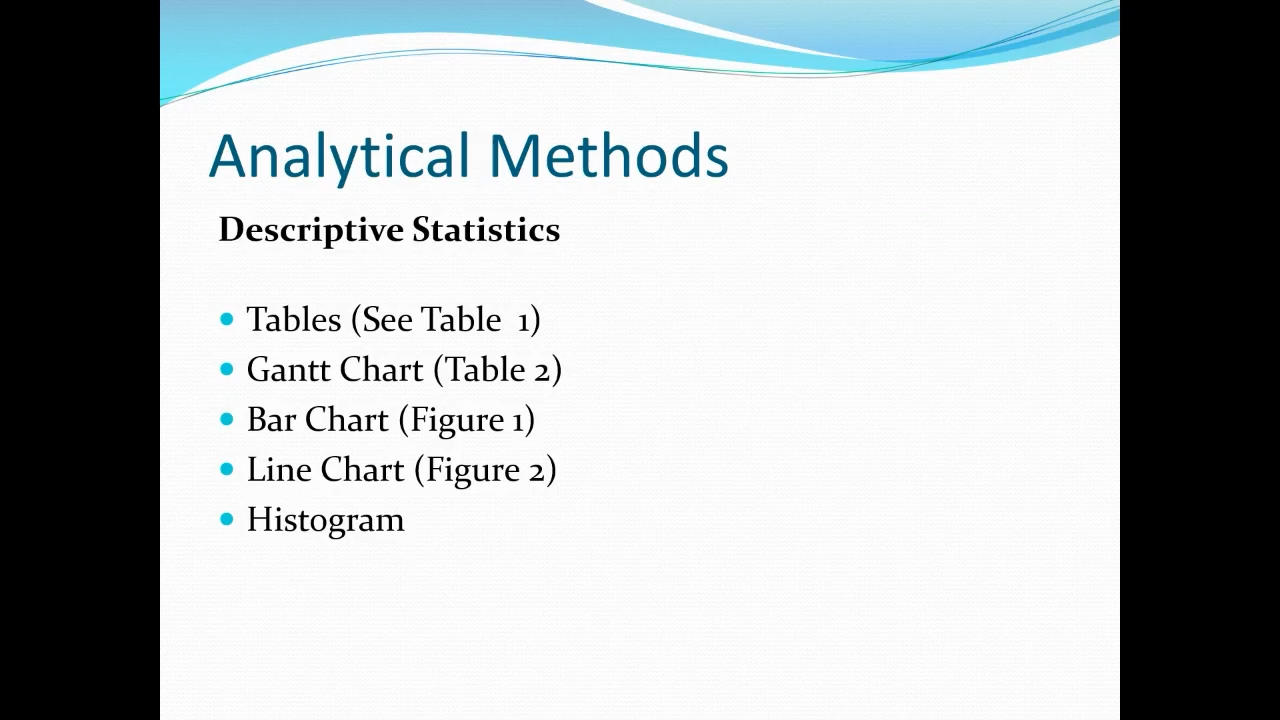 Analytical Methods
Descriptive Statistics
• Tables (See Table  1)
• Gantt Chart (Table 2)
• Bar Chart (Figure 1)
• Line Chart (Figure 2)
• Histogram